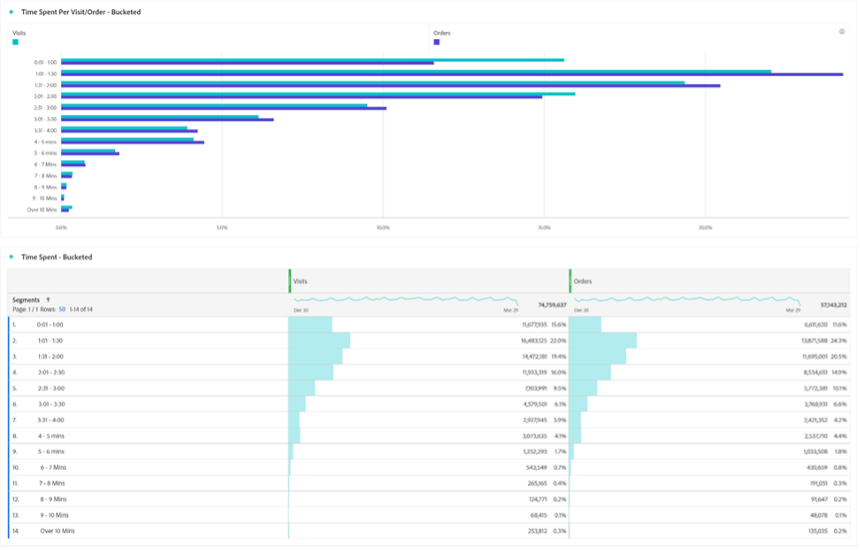 Time Spent Per Visit/Order - Bucketed
Visits Orders
0:01 - 1:00
1:01 - 1:30
1:31 - 2:00
2:01 - 2:30
2:31 - 3:00
3:01 - 3:30
3:31 - 4:00
4 - 5 mins
5 - 6 mins
6 - 7 Mins
7 - 8 Mins
8 - 9 Mins
9 - 10 Mins
Over 10 Mins
0.0% 5.0% 10.0% 15.0% 20.0%
Time Spent - Bucketed
Visits Orders
Segments
Page: 1 / 1 Rows: 50 1-14 of 14
74,759,637 57,143,212
Dec 30 Mar 29 Dec 30 Mar 29
1. 0:01 - 1:00 11,677,935 15.6% 6,611,630 11.6%
2. 1:01 - 1:30 16,483,125 22.0% 13,871,588 24.3%
3. 1:31 - 2:00 14,472,181 19.4% 11,695,001 20.5%
4. 2:01 - 2:30 11,933,319 16.0% 8,534,651 14.9%
5. 2:31 - 3:00 7,103,991 9.5% 5,772,381 10.1%
6. 3:01 - 3:30 4,579,501 6.1% 3,768,931 6.6%
7. 3:31 - 4:00 2,927,945 3.9% 2,421,352 4.2%
8. 4 - 5 mins 3,073,635 4.1% 2,537,710 4.4%
9. 5 - 6 mins 1,252,293 1.7% 1,033,508 1.8%
10. 6 - 7 Mins 543,549 0.7% 430,659 0.8%
11. 7 - 8 Mins 265,165 0.4% 191,051 0.3%
12. 8 - 9 Mins 124,771 0.2% 91,647 0.2%
13. 9 - 10 Mins 68,415 0.1% 48,078 0.1%
14. Over 10 Mins 253,812 0.3% 135,035 0.2%